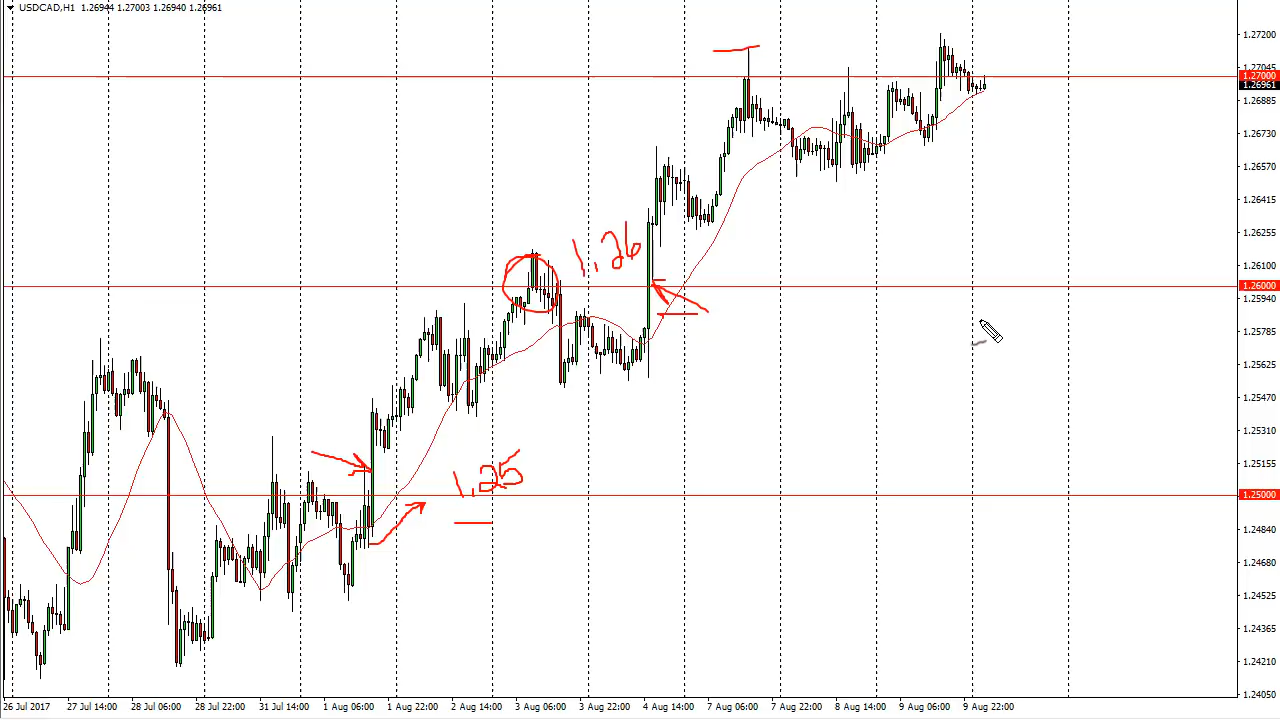 USDCAD,H1 1.26944 1.27003 1.26940 1.26961
1.27200
1.27045
1.27000
1.26961
1.26885
1.26730
1.26570
1.26415
1.26255
1.26100
1.26000
1.25940
1.25785
1.25625
1.25470
1.25310
1.25155
1.25000
1.24840
1.24680
1.24525
1.24365
1.24210
1.24050
1.26
1.25
26 Jul 2017
27 Jul 14:00
28 Jul 06:00
28 Jul 22:00
31 Jul 14:00
1 Aug 06:00
1 Aug 22:00
2 Aug 14:00
3 Aug 06:00
3 Aug 22:00
4 Aug 14:00
7 Aug 06:00
7 Aug 22:00
8 Aug 14:00
9 Aug 06:00
9 Aug 22:00